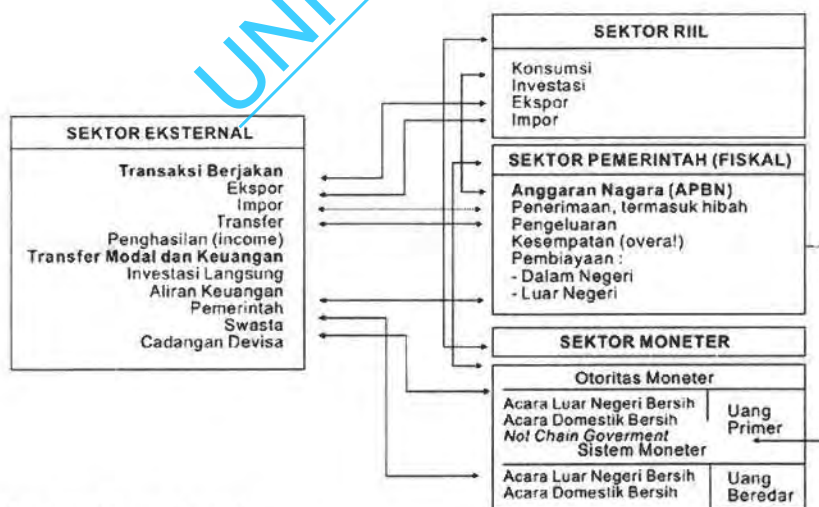 UNI
SEKTOR RIIL
Konsumsi
Investasi
Ekspor
Impor
SEKTOR EKSTERNAL
Transaksi Berjakan
Ekspor
Impor
Transfer
Penghasilan (income)
Transfer Modal dan Keuangan
Investasi Langsung
Aliran Keuangan
Pemerintah
Swasta
Cadangan Devisa
SEKTOR PEMERINTAH (FISKAL)
Anggaran Nagara (APBN)
Penerimaan, termasuk hibah
Pengeluaran
Kesempatan (overa!)
Pembiayaan :
- Dalam Negeri
- Luar Negeri
SEKTOR MONETER
Otoritas Moneter
Acara Luar Negeri Bersih
Acara Domestik Bersih
Not Chain Goverment
Uang
Primer
Sistem Moneter
Acara Luar Negeri Bersih
Acara Domestik Bersih
Uang
Beredar